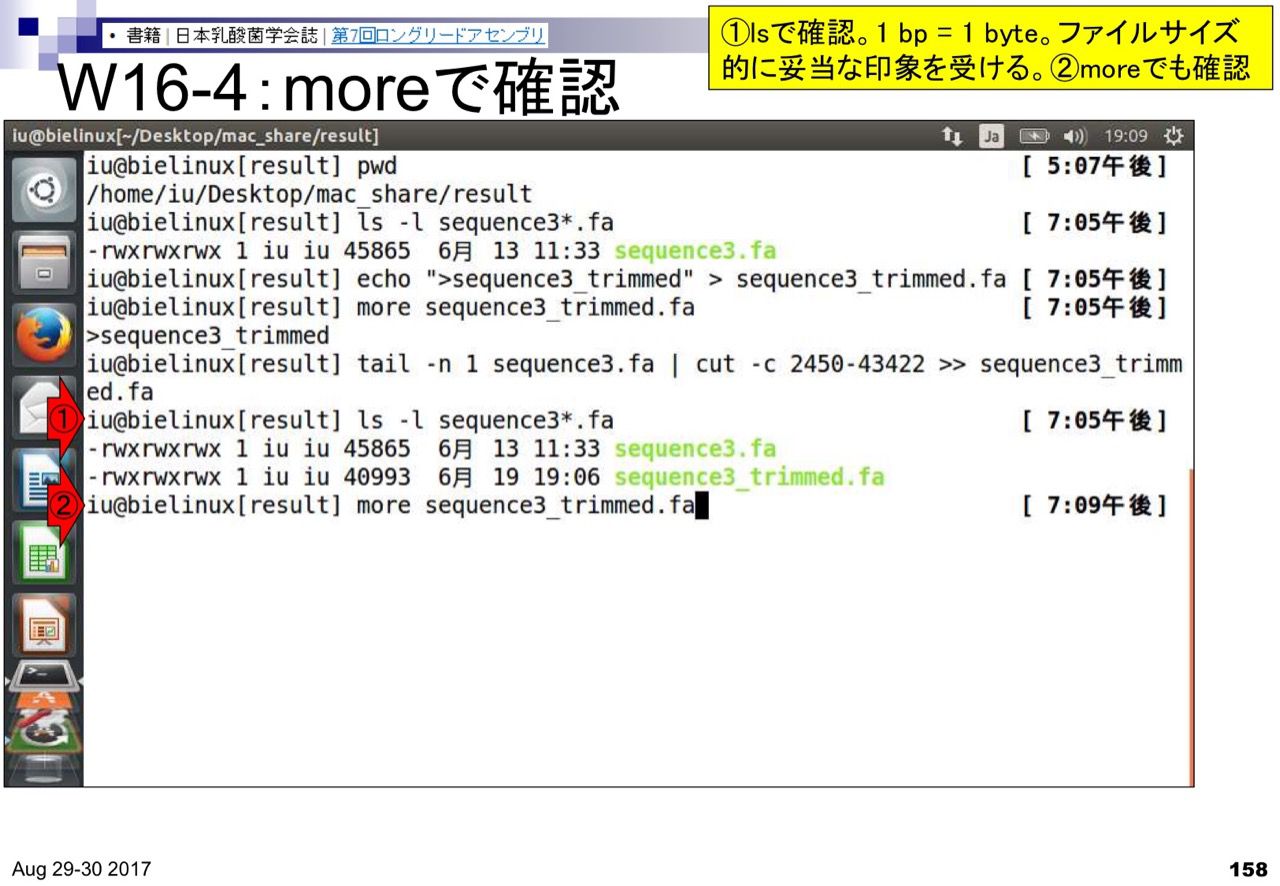 • 書籍 | 日本乳酸菌学会誌 | 第7回ロングリードアセンブリ
①lsで確認。1 bp = 1 byte。ファイルサイズ
的に妥当な印象を受ける。②moreでも確認
W16-4：moreで確認
iu@bielinux[~/Desktop/mac_share/result] Ja 19:09
iu@bielinux[result] pwd [ 5:07午後]
/home/iu/Desktop/mac_share/result
iu@bielinux[result] ls -l sequence3*.fa [ 7:05午後]
-rwxrwxrwx 1 iu iu 45865  6月 13 11:33 sequence3.fa
iu@bielinux[result] echo ">sequence3_trimmed" > sequence3_trimmed.fa [ 7:05午後]
iu@bielinux[result] more sequence3_trimmed.fa [ 7:05午後]
>sequence3_trimmed
iu@bielinux[result] tail -n 1 sequence3.fa | cut -c 2450-43422 >> sequence3_trimm
ed.fa
① iu@bielinux[result] ls -l sequence3*.fa [ 7:05午後]
-rwxrwxrwx 1 iu iu 45865  6月 13 11:33 sequence3.fa
-rwxrwxrwx 1 iu iu 40993  6月 19 19:06 sequence3_trimmed.fa
② iu@bielinux[result] more sequence3_trimmed.fa [ 7:09午後]
Aug 29-30 2017
158